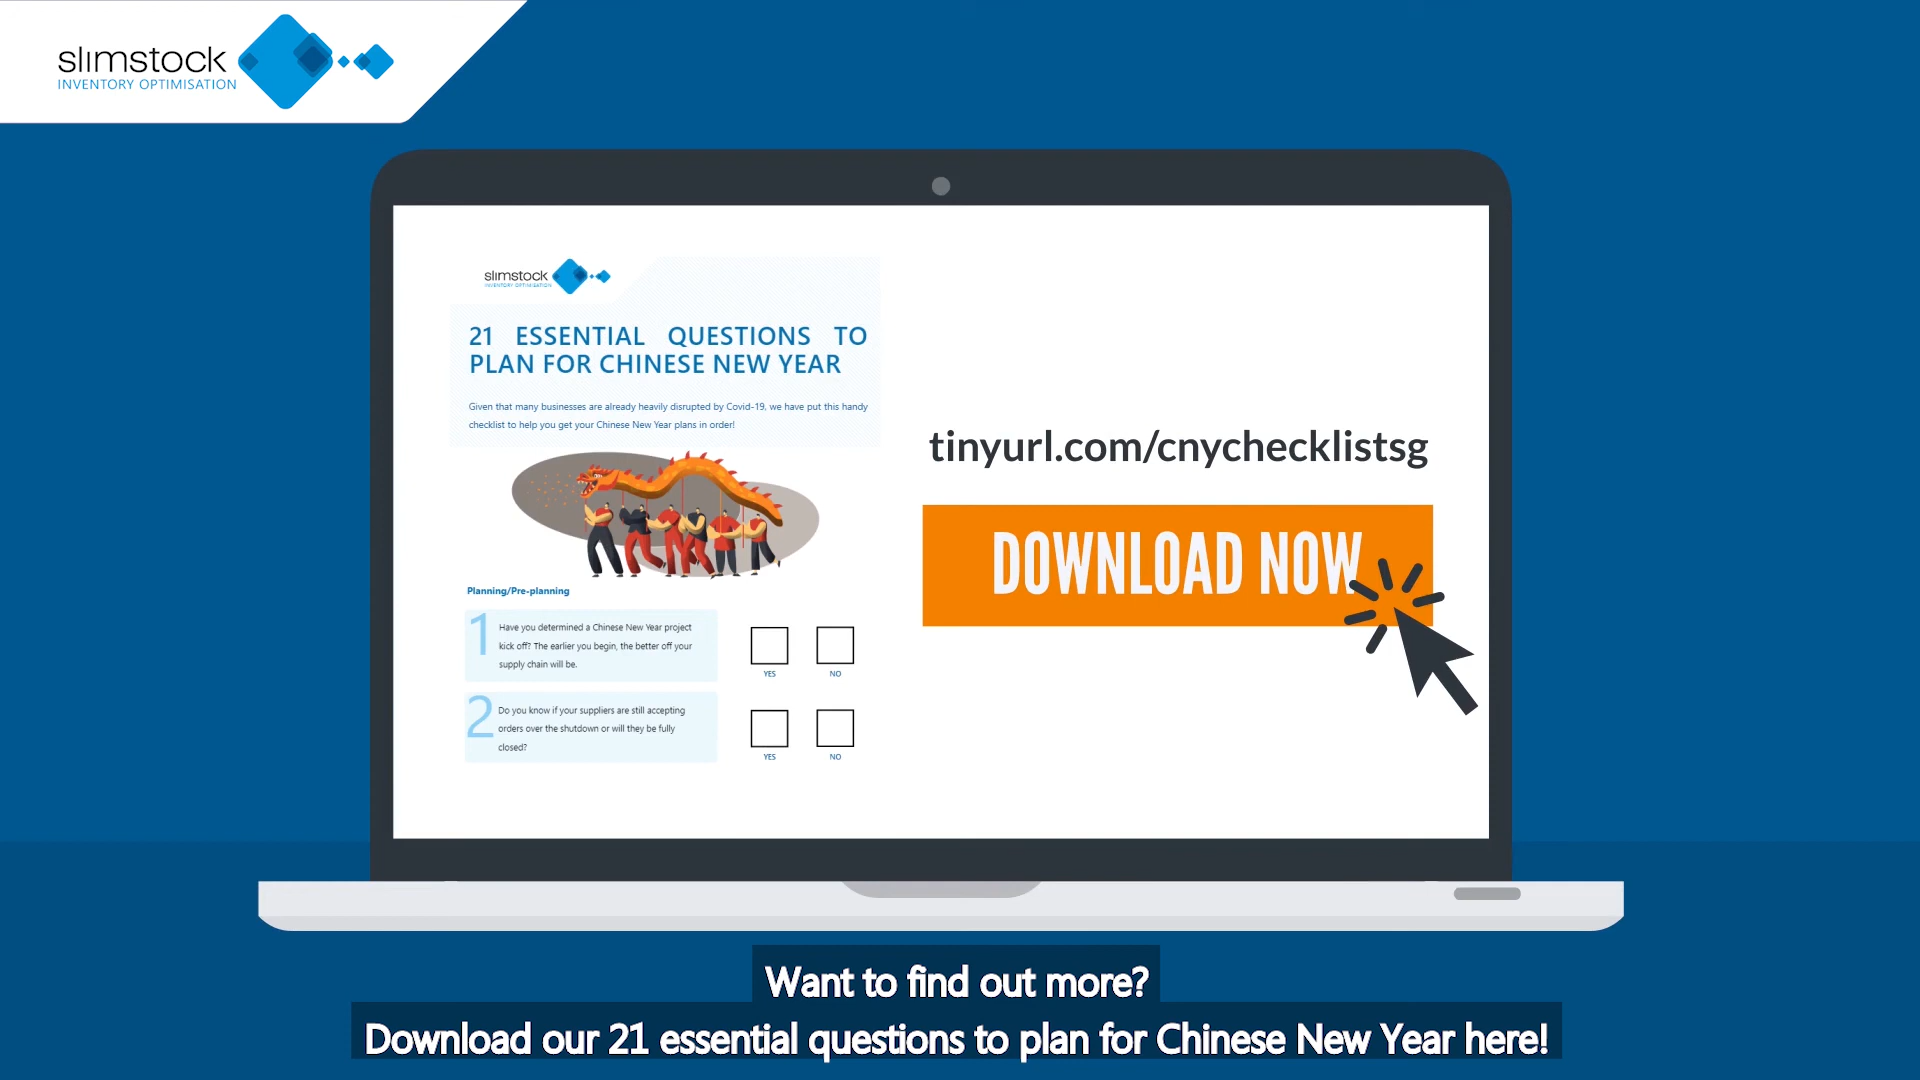 slimstock
INVENTORY OPTIMISATION
slimstock
INVENTORY OPTIMISATION
21 ESSENTIAL QUESTIONS TO
PLAN FOR CHINESE NEW YEAR
Given that many businesses are already heavily disrupted by Covid-19, we have put this handy
checklist to help you get your Chinese New Year plans in order!
Planning/Pre-planning
1
Have you determined a Chinese New Year project
kick off? The earlier you begin, the better off your
supply chain will be.
YES NO
2
Do you know if your suppliers are still accepting
orders over the shutdown or will they be fully
closed?
YES NO
tinyurl.com/cnychecklistsg
DOWNLOAD NOW
Want to find out more?
Download our 21 essential questions to plan for Chinese New Year here!